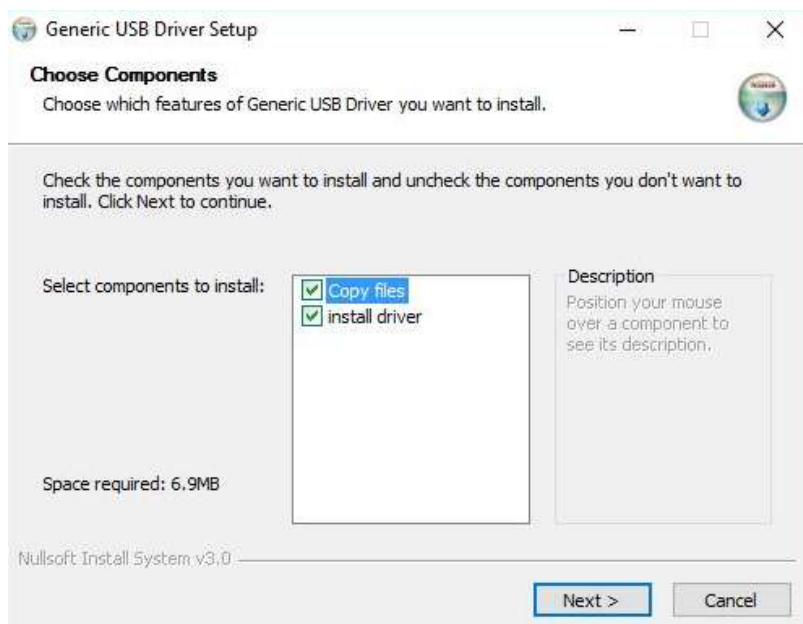 Generic USB Driver Setup
Choose Components
Choose which features of Generic USB Driver you want to install.
Check the components you want to install and uncheck the components you don't want to
install. Click Next to continue.
Select components to install:
Copy files
install driver
Description
Position your mouse
over a component to
see its description.
Space required: 6.9MB
Nullsoft Install System v3.0
Next >
Cancel